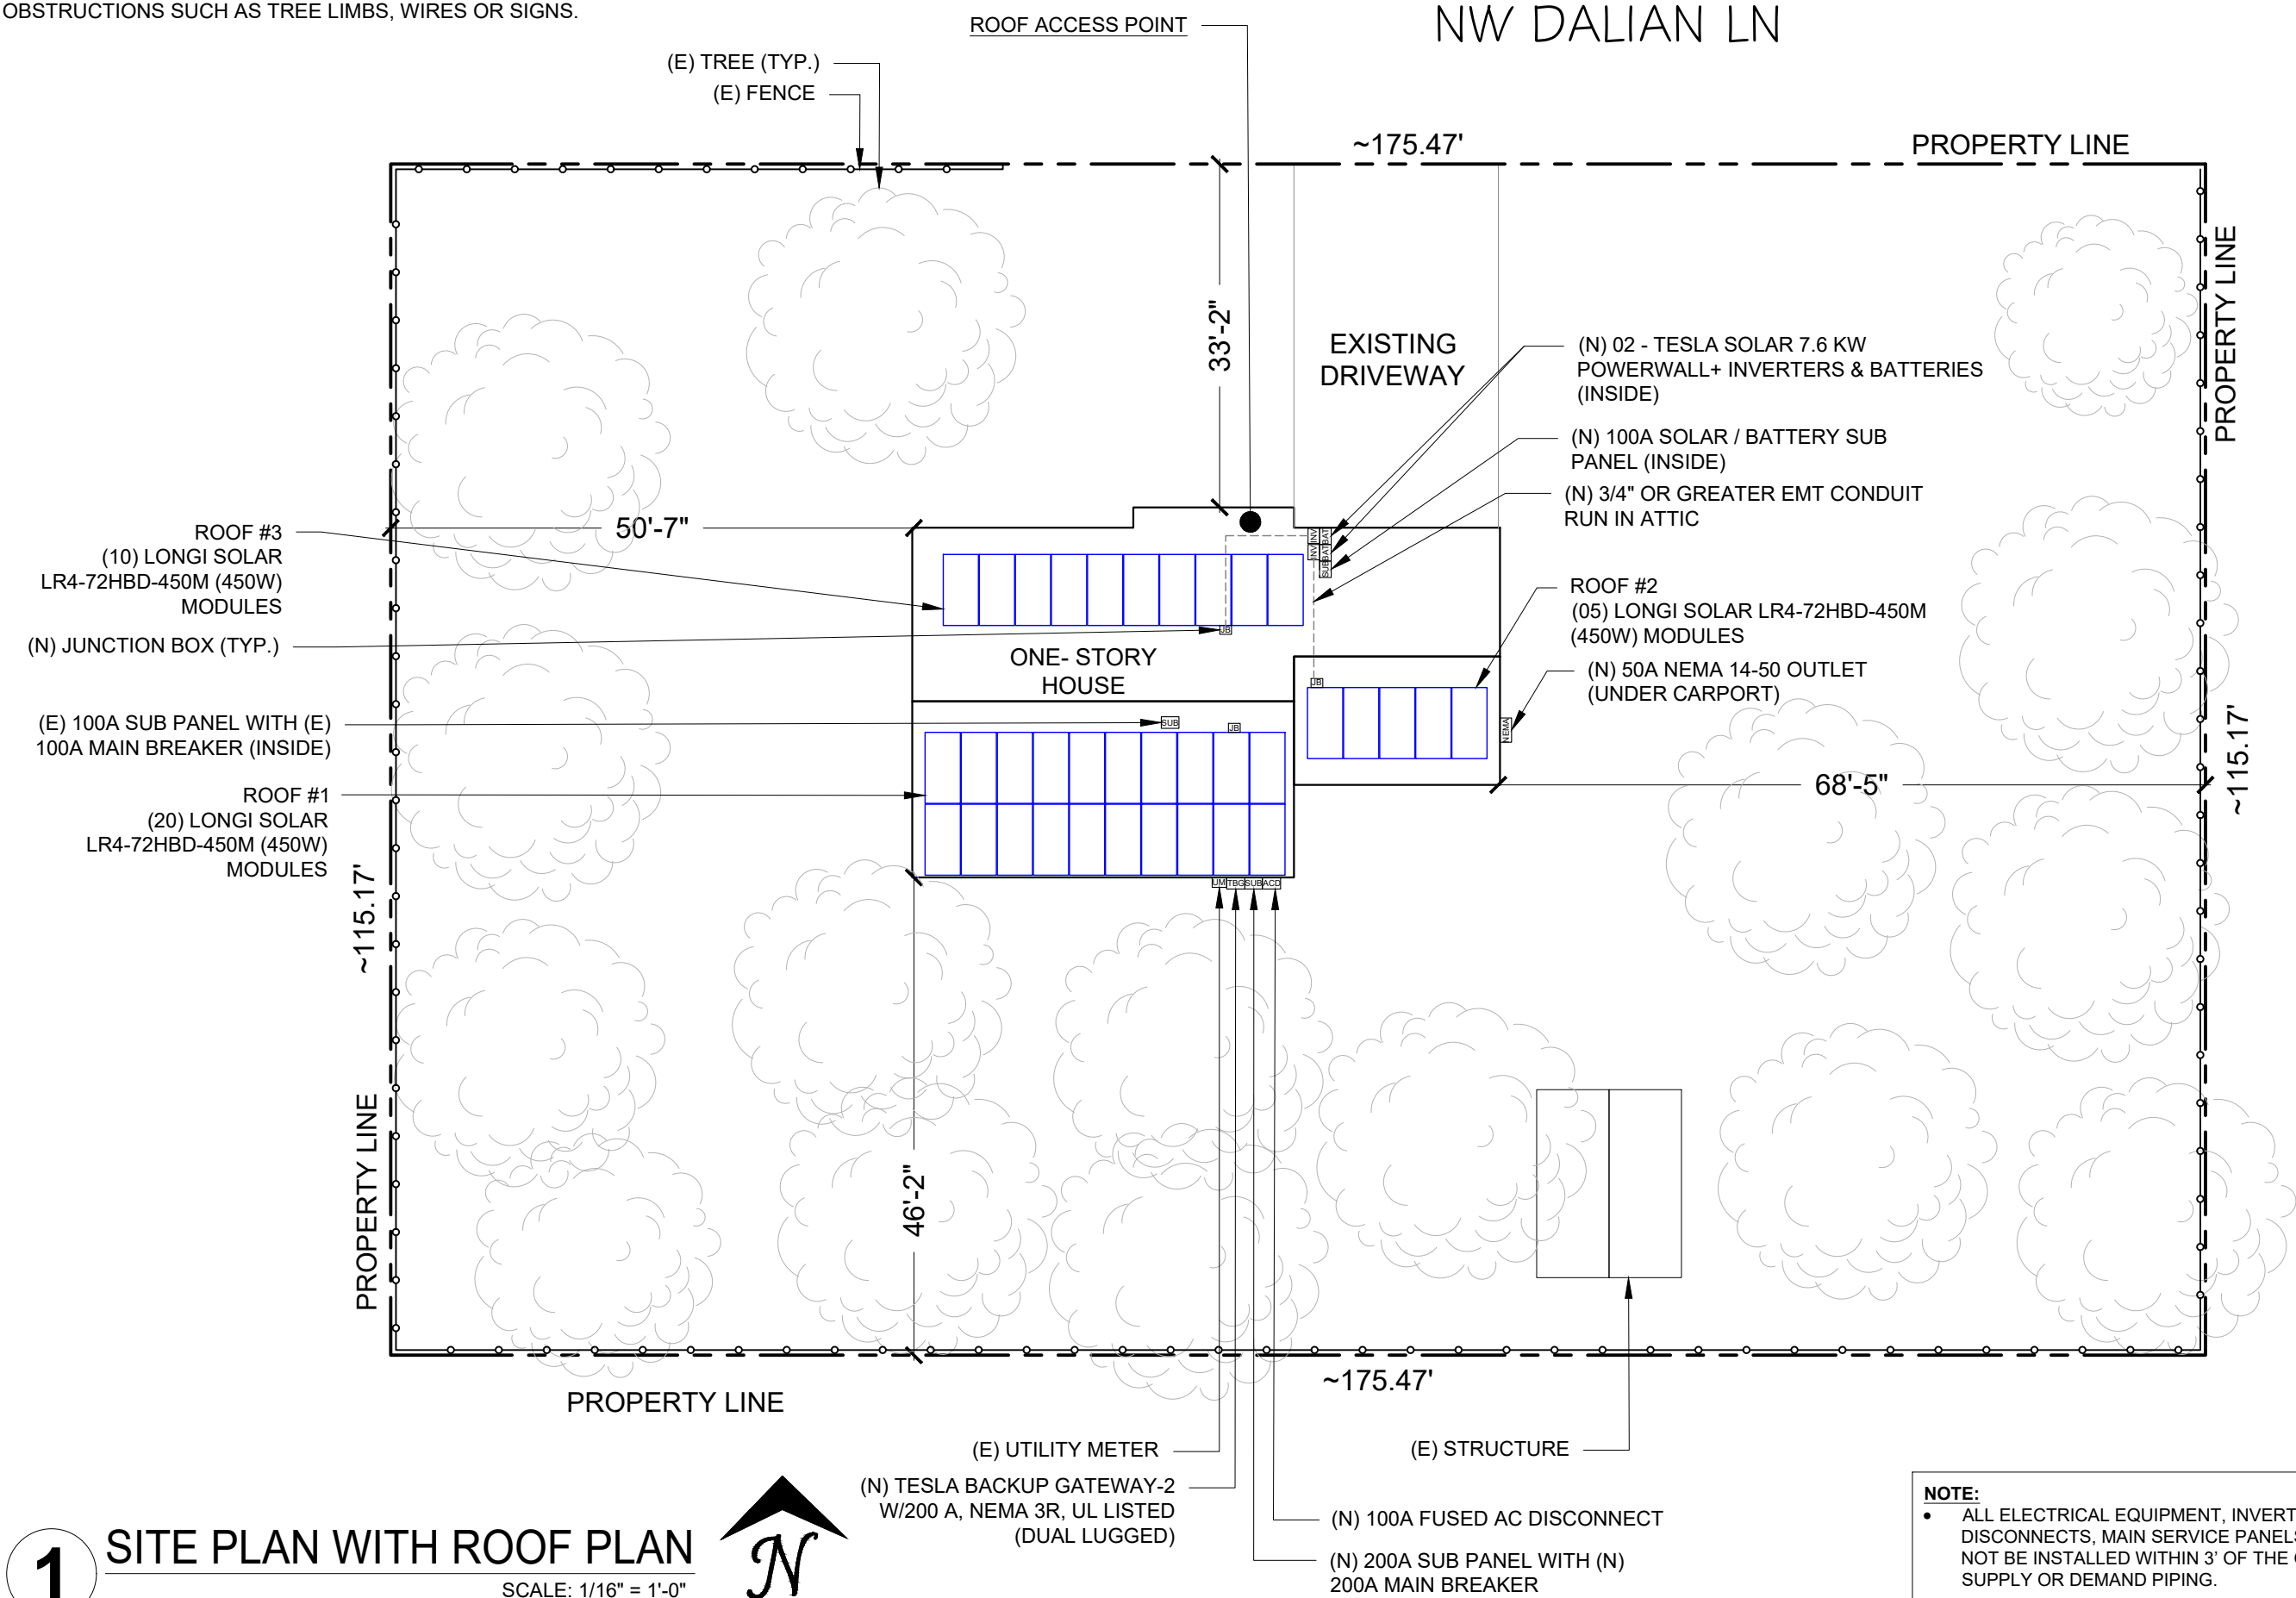 OBSTRUCTIONS SUCH AS TREE LIMBS, WIRES OR SIGNS.
ROOF ACCESS POINT
NW DALIAN LN
(E) TREE (TYP.)
(E) FENCE
~175.47'
PROPERTY LINE
PROPERTY LINE
33'-2"
EXISTING
DRIVEWAY
(N) 02 - TESLA SOLAR 7.6 KW
POWERWALL+ INVERTERS & BATTERIES
(INSIDE)
(N) 100A SOLAR / BATTERY SUB
PANEL (INSIDE)
(N) 3/4" OR GREATER EMT CONDUIT
RUN IN ATTIC
50'-7"
ROOF #3
(10) LONGI SOLAR
LR4-72HBD-450M (450W)
MODULES
INV
INV
BAT
BAT
SUB
ROOF #2
(05) LONGI SOLAR LR4-72HBD-450M
(450W) MODULES
(N) JUNCTION BOX (TYP.)
JB
ONE- STORY
HOUSE
JB
(N) 50A NEMA 14-50 OUTLET
(UNDER CARPORT)
NEMA
(E) 100A SUB PANEL WITH (E)
100A MAIN BREAKER (INSIDE)
SUB
JB
68'-5"
~115.17'
ROOF #1
(20) LONGI SOLAR
LR4-72HBD-450M (450W)
MODULES
~115.17'
UM
TBG
SUB
ACD
PROPERTY LINE
46'-2"
PROPERTY LINE
~175.47'
(E) UTILITY METER
(E) STRUCTURE
(N) TESLA BACKUP GATEWAY-2
W/200 A, NEMA 3R, UL LISTED
(DUAL LUGGED)
(N) 100A FUSED AC DISCONNECT
(N) 200A SUB PANEL WITH (N)
200A MAIN BREAKER
1
SITE PLAN WITH ROOF PLAN
SCALE: 1/16" = 1'-0"
N
NOTE:
• ALL ELECTRICAL EQUIPMENT, INVERT
DISCONNECTS, MAIN SERVICE PANELS
NOT BE INSTALLED WITHIN 3' OF THE
SUPPLY OR DEMAND PIPING.